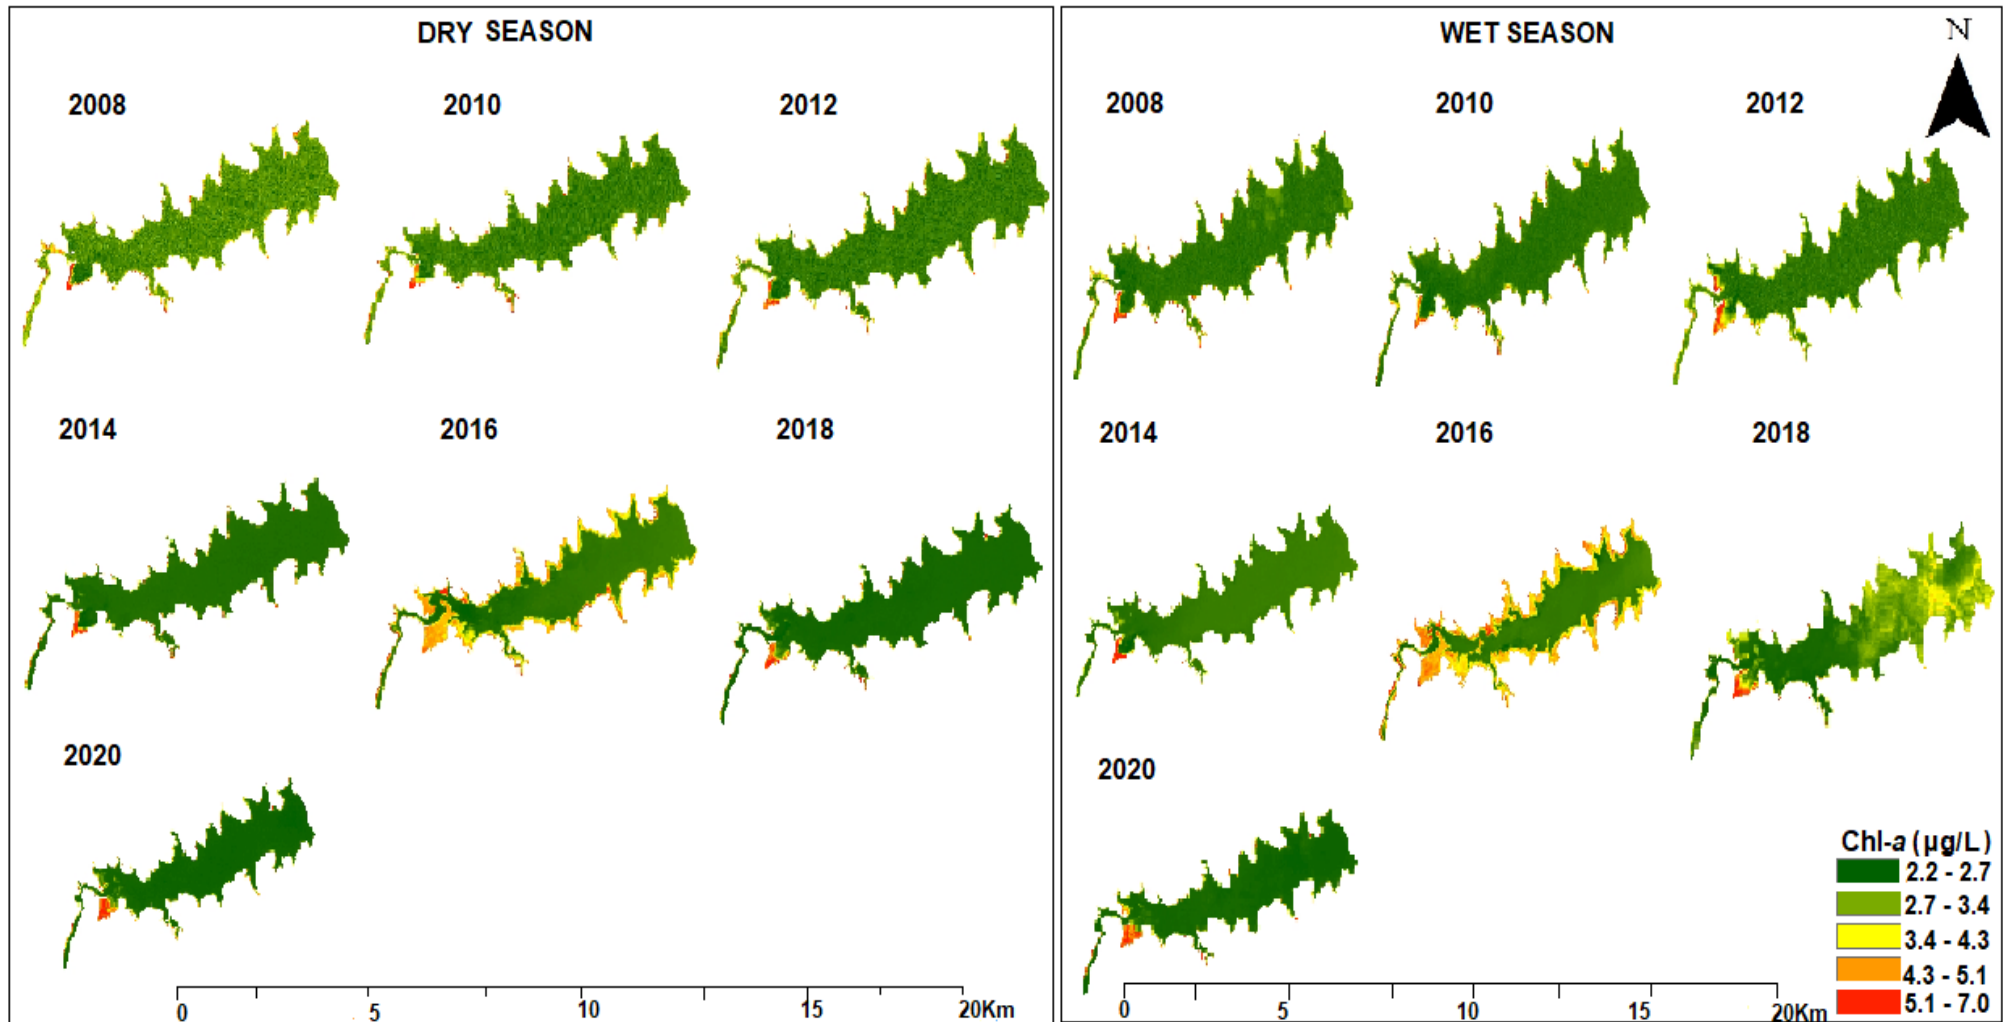 DRY SEASON
2008
2010
2012
2014
2016
2018
2020
0 5 10 15 20Km
WET SEASON
N
2008
2010
2012
2014
2016
2018
2020
0 5 10 15 20Km
Chl-a (µg/L)
2.2 - 2.7
2.7 - 3.4
3.4 - 4.3
4.3 - 5.1
5.1 - 7.0